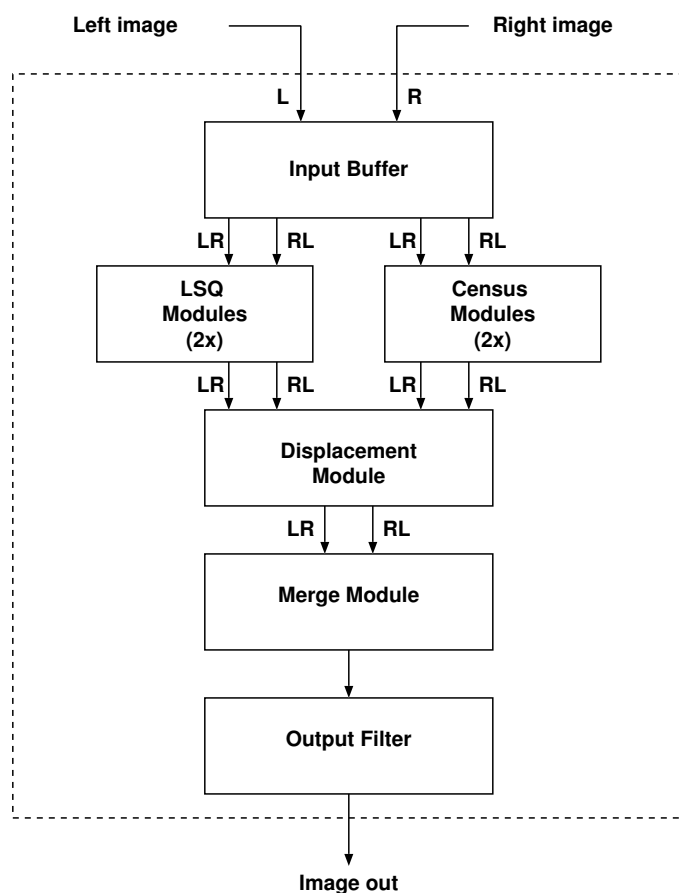 Left image
Right image
L
R
Input Buffer
LR
RL
LR
RL
LSQ
Modules
(2x)
Census
Modules
(2x)
LR
RL
LR
RL
Displacement
Module
LR
RL
Merge Module
Output Filter
Image out